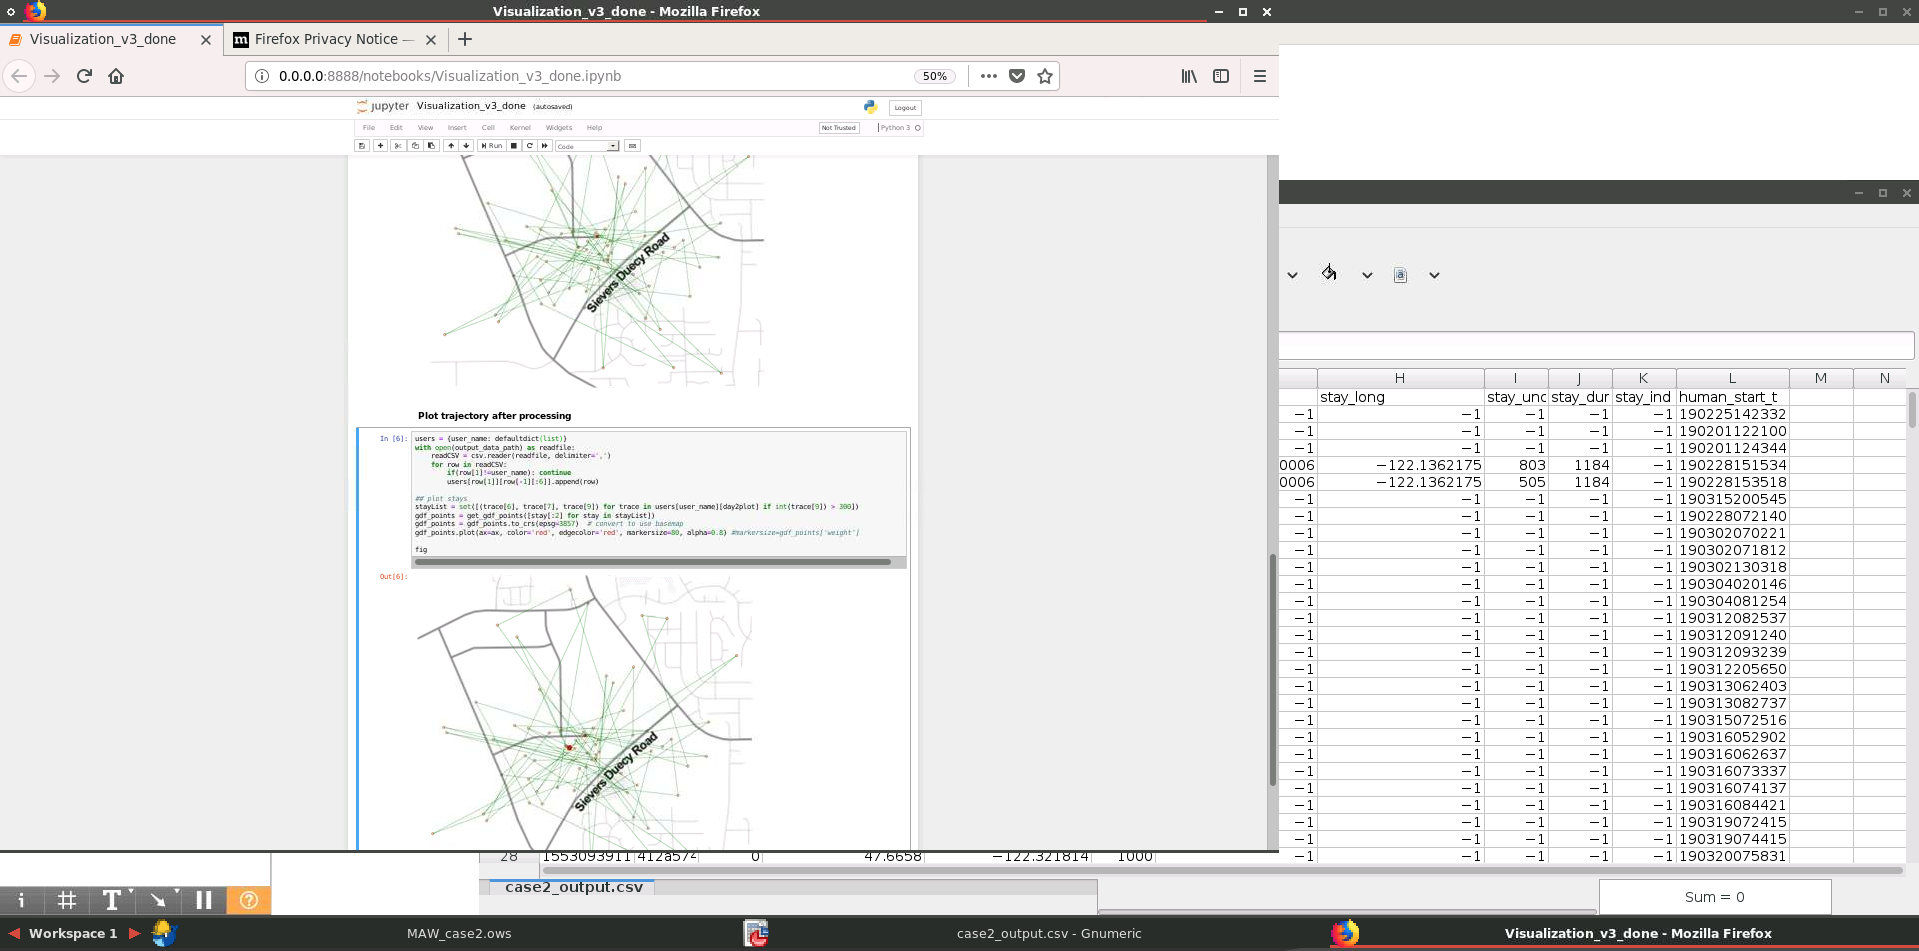 Visualization_v3_done - Mozilla Firefox
Visualization_v3_done
Firefox Privacy Notice —
0.0.0.0:8888/notebooks/Visualization_v3_done.ipynb
50%
jupyter Visualization_v3_done (autosaved)
Logout
File Edit View Insert Cell Kernel Widgets Help
Not Trusted
Python 3
Run
Code
Sievers Duecy Road
Plot trajectory after processing
In [6]:
users = {user_name: defaultdict(list)}
with open(output_data_path) as readfile:
readCSV = csv.reader(readfile, delimiter=',')
for row in readCSV:
if(row[1]!=user_name): continue
users[row[1]][row[-1][:6]].append(row)
## plot stays
stayList = set([(trace[6], trace[7], trace[9]) for trace in users[user_name][day2plot] if int(trace[9]) > 300])
gdf_points = get_gdf_points([stay[:2] for stay in stayList])
gdf_points = gdf_points.to_crs(epsg=3857) # convert to use basemap
gdf_points.plot(ax=ax, color='red', edgecolor='red', markersize=80, alpha=0.8) #markersize=gdf_points['weight']
fig
Out[6]:
Sievers Duecy Road
H I J K L M N
stay_long stay_unc stay_dur stay_ind human_start_t
−1 −1 −1 −1 −1 190225142332
−1 −1 −1 −1 −1 190201122100
−1 −1 −1 −1 −1 190201124344
0006 −122.1362175 803 1184 −1 190228151534
0006 −122.1362175 505 1184 −1 190228153518
−1 −1 −1 −1 −1 190315200545
−1 −1 −1 −1 −1 190228072140
−1 −1 −1 −1 −1 190302070221
−1 −1 −1 −1 −1 190302071812
−1 −1 −1 −1 −1 190302130318
−1 −1 −1 −1 −1 190304020146
−1 −1 −1 −1 −1 190304081254
−1 −1 −1 −1 −1 190312082537
−1 −1 −1 −1 −1 190312091240
−1 −1 −1 −1 −1 190312093239
−1 −1 −1 −1 −1 190312205650
−1 −1 −1 −1 −1 190313062403
−1 −1 −1 −1 −1 190313082737
−1 −1 −1 −1 −1 190315072516
−1 −1 −1 −1 −1 190316052902
−1 −1 −1 −1 −1 190316062637
−1 −1 −1 −1 −1 190316073337
−1 −1 −1 −1 −1 190316074137
−1 −1 −1 −1 −1 190316084421
−1 −1 −1 −1 −1 190319072415
−1 −1 −1 −1 −1 190319074415
28 1553093911 412a574 0 47.6658 −122.321814 1000 −1 −1 −1 −1 −1 190320075831
case2_output.csv
Sum = 0
Workspace 1
MAW_case2.ows
case2_output.csv - Gnumeric
Visualization_v3_done - Mozilla Firefox